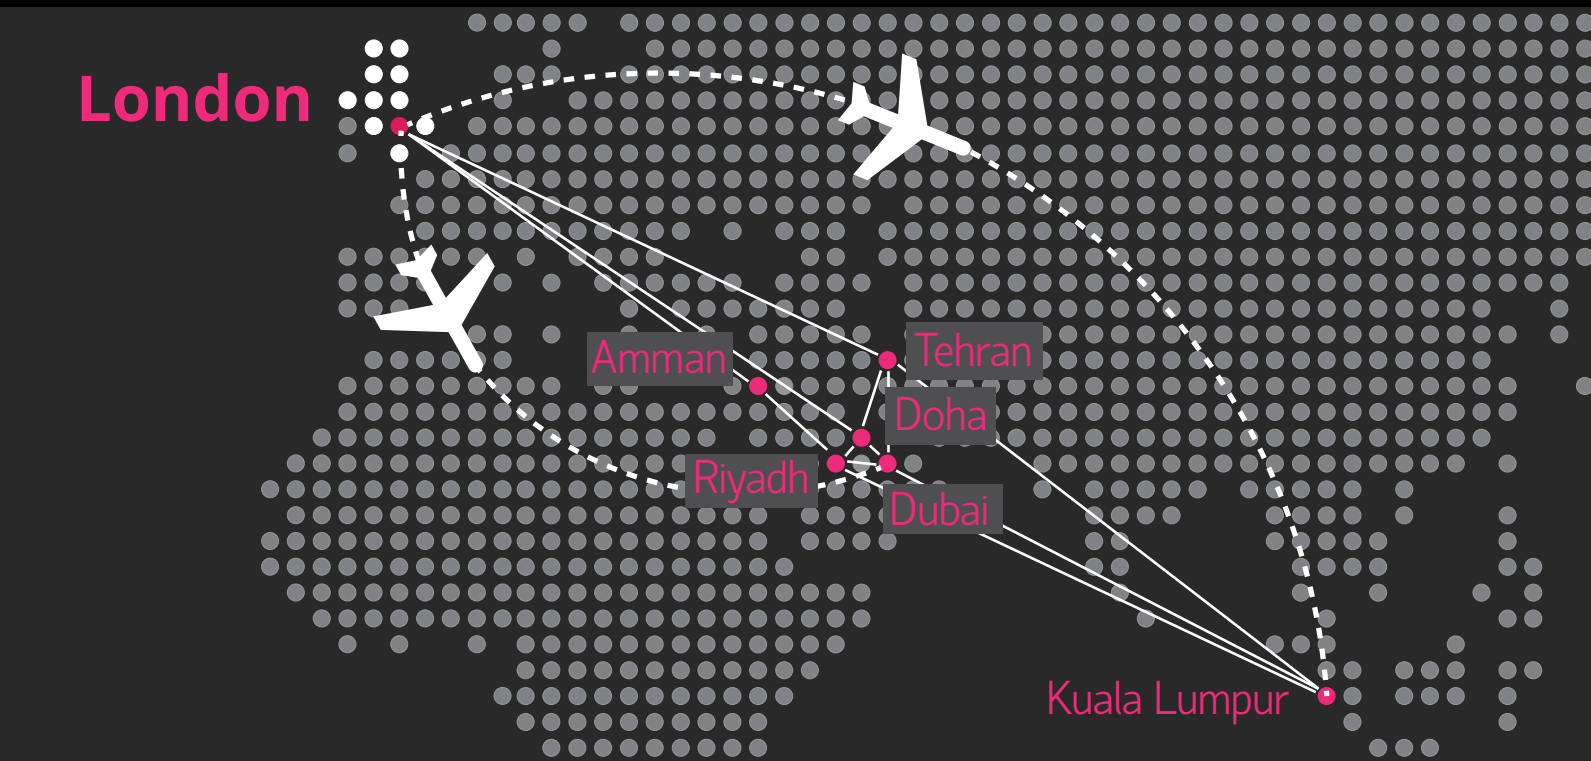 London
Tehran
Amman
Doha
Riyadh
Dubai
Kuala Lumpur